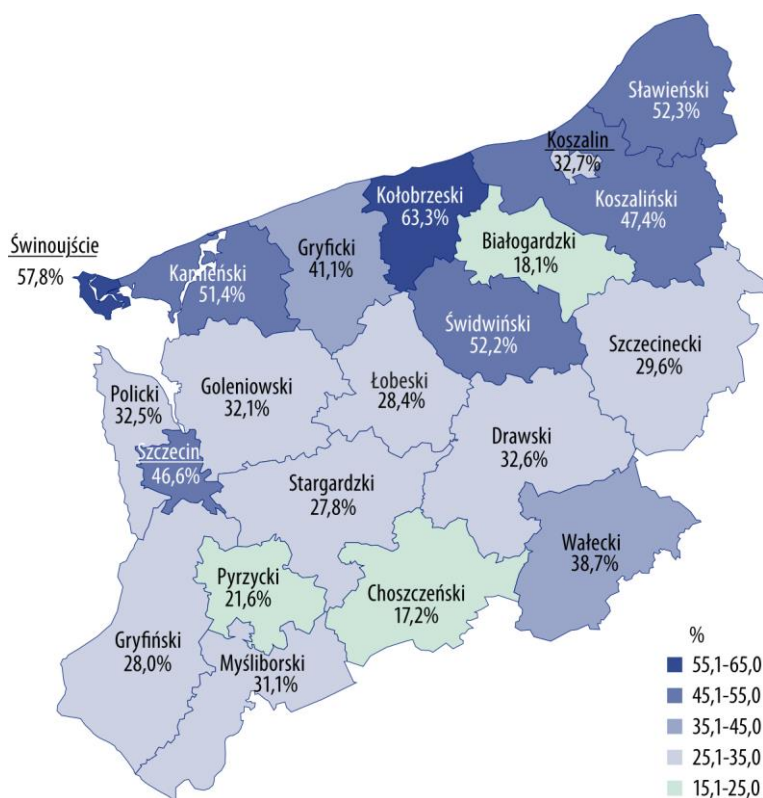 Sławieński
52,3%
Koszalin
32,7%
Kołobrzeski
63,3%
Koszaliński
47,4%
Świnoujście
57,8%
Kamieński
51,4%
Gryficki
41,1%
Białogardzki
18,1%
Świdwiński
52,2%
Szczecinecki
29,6%
Policki
32,5%
Goleniowski
32,1%
Łobeski
28,4%
Drawski
32,6%
Szczecin
46,6%
Stargardzki
27,8%
Wałecki
38,7%
Pyrzycki
21,6%
Choszczeński
17,2%
Gryfiński
28,0%
Myśliborski
31,1%
%
55,1-65,0
45,1-55,0
35,1-45,0
25,1-35,0
15,1-25,0